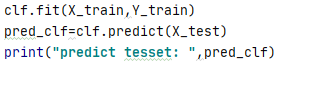 clf.fit(X_train,Y_train)
pred_clf=clf.predict(X_test)
print("predict tesset: ",pred_clf)